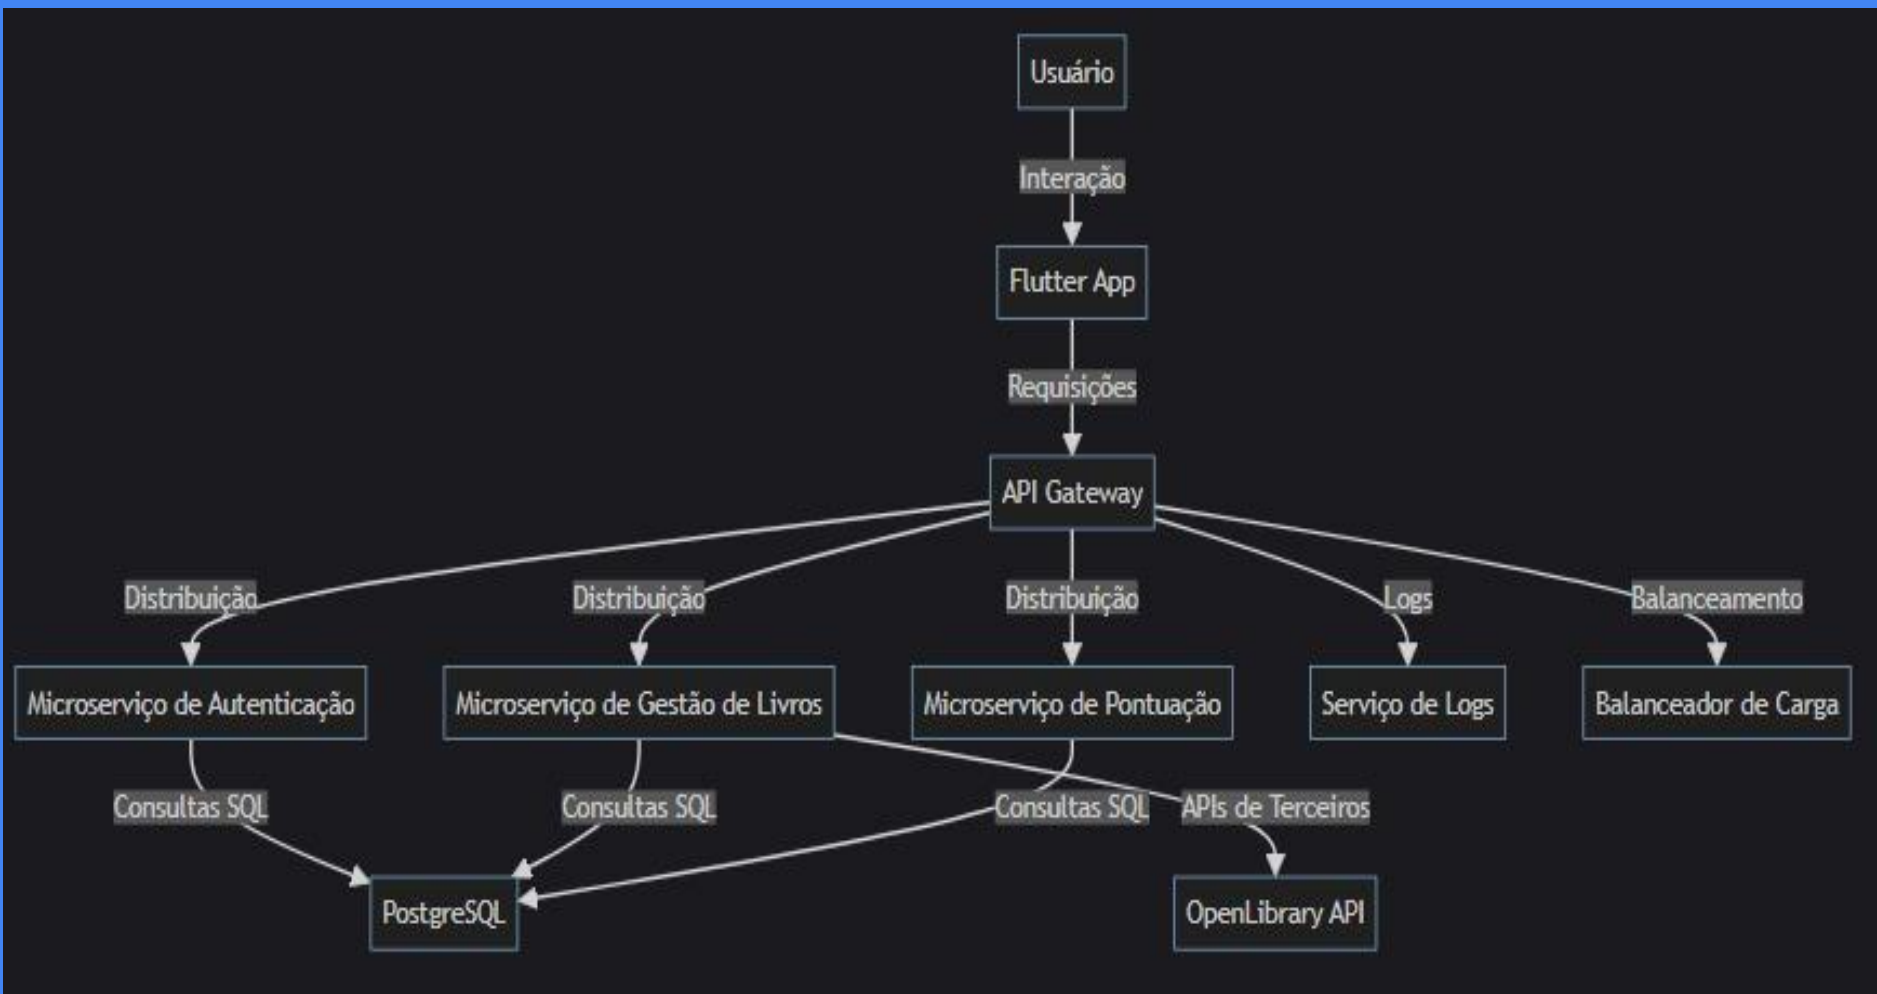 Usuário
Interação
Flutter App
Requisições
API Gateway
Distribuição
Distribuição
Distribuição
Logs
Balanceamento
Microserviço de Autenticação
Microserviço de Gestão de Livros
Microserviço de Pontuação
Serviço de Logs
Balanceador de Carga
Consultas SQL
Consultas SQL
Consultas SQL
APIs de Terceiros
PostgreSQL
OpenLibrary API